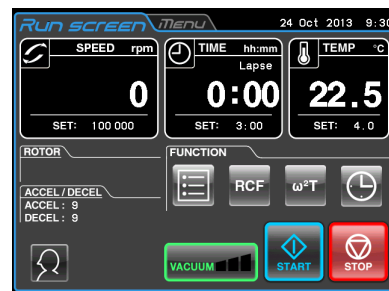 Run screen MENU 24 Oct 2013 9:30
SPEED rpm
0
SET: 100 000
TIME hh:mm
Lapse
0:00
SET: 3:00
TEMP °C
22.5
SET: 4.0
ROTOR
ACCEL / DECEL
ACCEL : 9
DECEL : 9
FUNCTION
RCF
ω²T
VACUUM
START
STOP